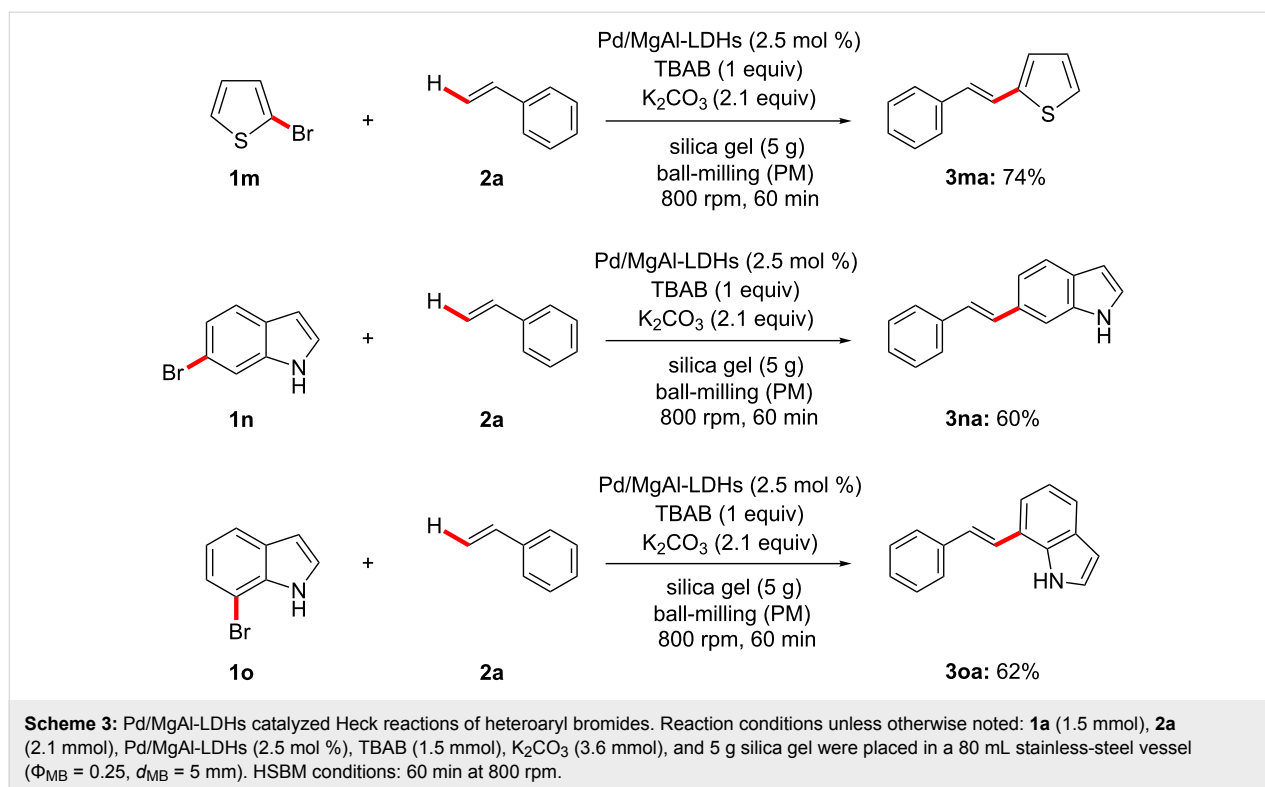 Pd/MgAl-LDHs (2.5 mol %)
TBAB (1 equiv)
K₂CO₃ (2.1 equiv)
S
Br
+
H
silica gel (5 g)
ball-milling (PM)
800 rpm, 60 min
S
1m
2a
3ma: 74%
Pd/MgAl-LDHs (2.5 mol %)
TBAB (1 equiv)
K₂CO₃ (2.1 equiv)
Br
N
H
+
H
silica gel (5 g)
ball-milling (PM)
800 rpm, 60 min
N
H
1n
2a
3na: 60%
Pd/MgAl-LDHs (2.5 mol %)
TBAB (1 equiv)
K₂CO₃ (2.1 equiv)
N
H
Br
+
H
silica gel (5 g)
ball-milling (PM)
800 rpm, 60 min
HN
1o
2a
3oa: 62%
Scheme 3: Pd/MgAl-LDHs catalyzed Heck reactions of heteroaryl bromides. Reaction conditions unless otherwise noted: 1a (1.5 mmol), 2a
(2.1 mmol), Pd/MgAl-LDHs (2.5 mol %), TBAB (1.5 mmol), K₂CO₃ (3.6 mmol), and 5 g silica gel were placed in a 80 mL stainless-steel vessel
(Φ_MB = 0.25, d_MB = 5 mm). HSBM conditions: 60 min at 800 rpm.